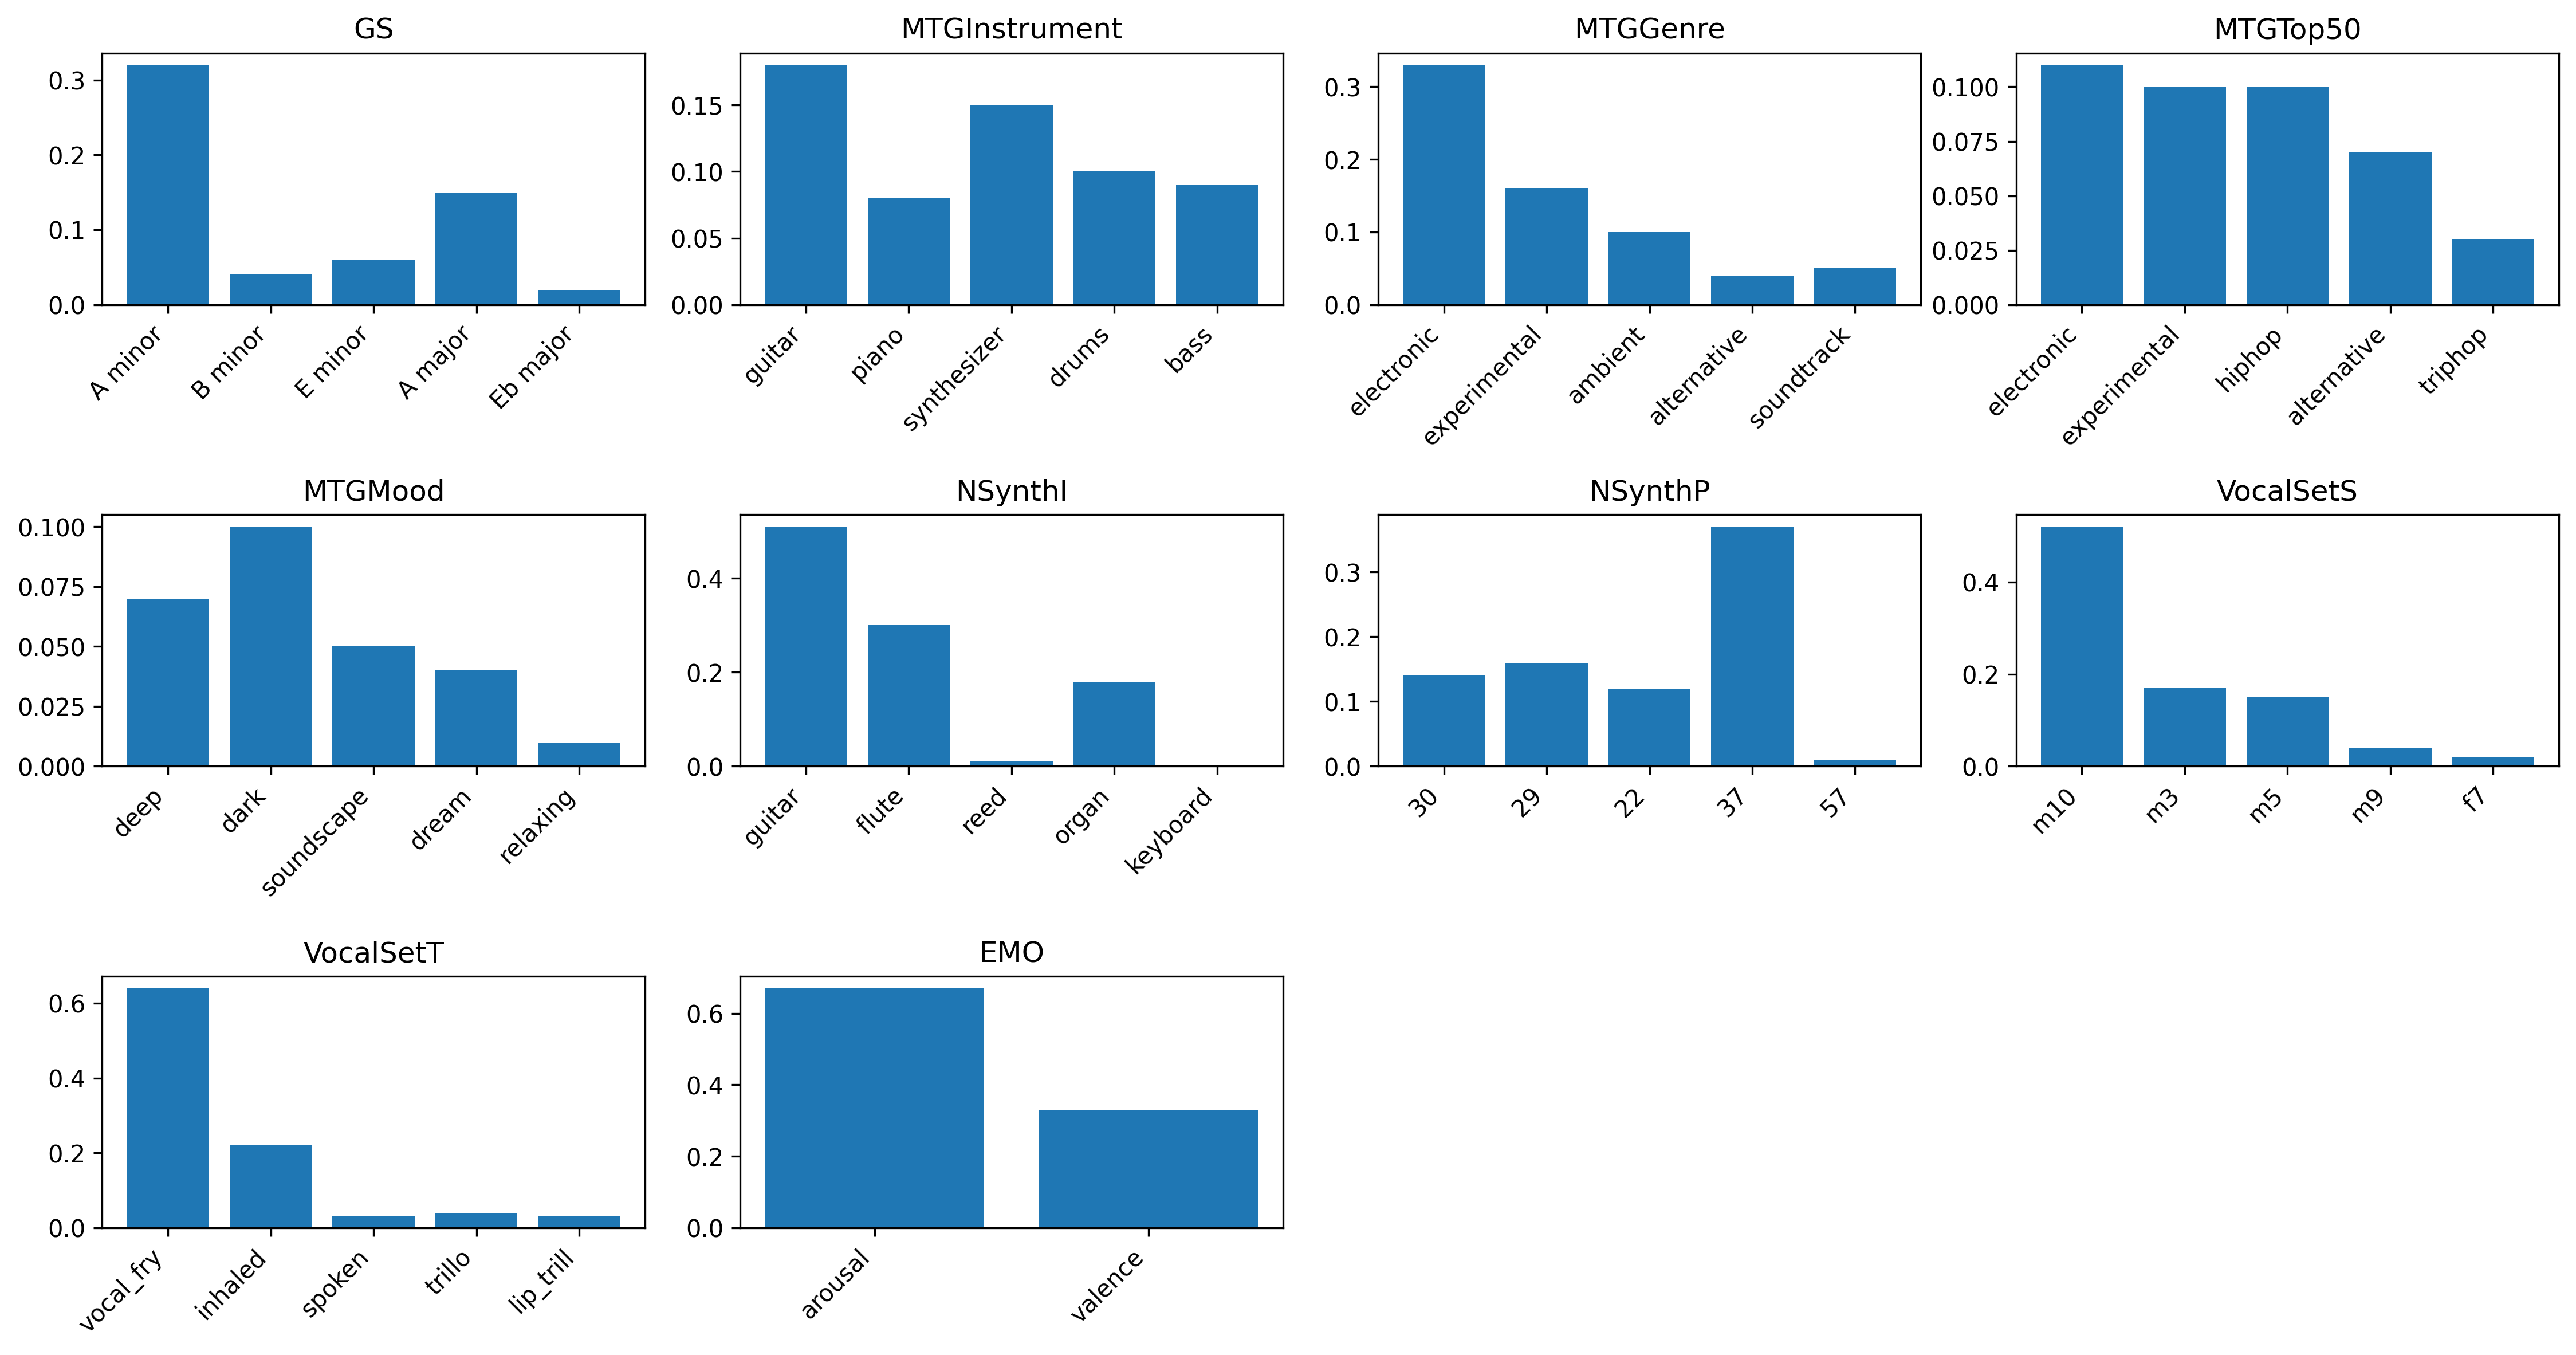 GS
0.3
0.2
0.1
0.0
A minor
B minor
E minor
A major
Eb major
MTGInstrument
0.15
0.10
0.05
0.00
guitar
piano
synthesizer
drums
bass
MTGGenre
0.3
0.2
0.1
0.0
electronic
experimental
ambient
alternative
soundtrack
MTGTop50
0.100
0.075
0.050
0.025
0.000
electronic
experimental
hiphop
alternative
triphop
MTGMood
0.100
0.075
0.050
0.025
0.000
deep
dark
soundscape
dream
relaxing
NSynthI
0.4
0.2
0.0
guitar
flute
reed
organ
keyboard
NSynthP
0.3
0.2
0.1
0.0
30
29
22
37
57
VocalSetS
0.4
0.2
0.0
m10
m3
m5
m9
f7
VocalSetT
0.6
0.4
0.2
0.0
vocal_fry
inhaled
spoken
trillo
lip_trill
EMO
0.6
0.4
0.2
0.0
arousal
valence